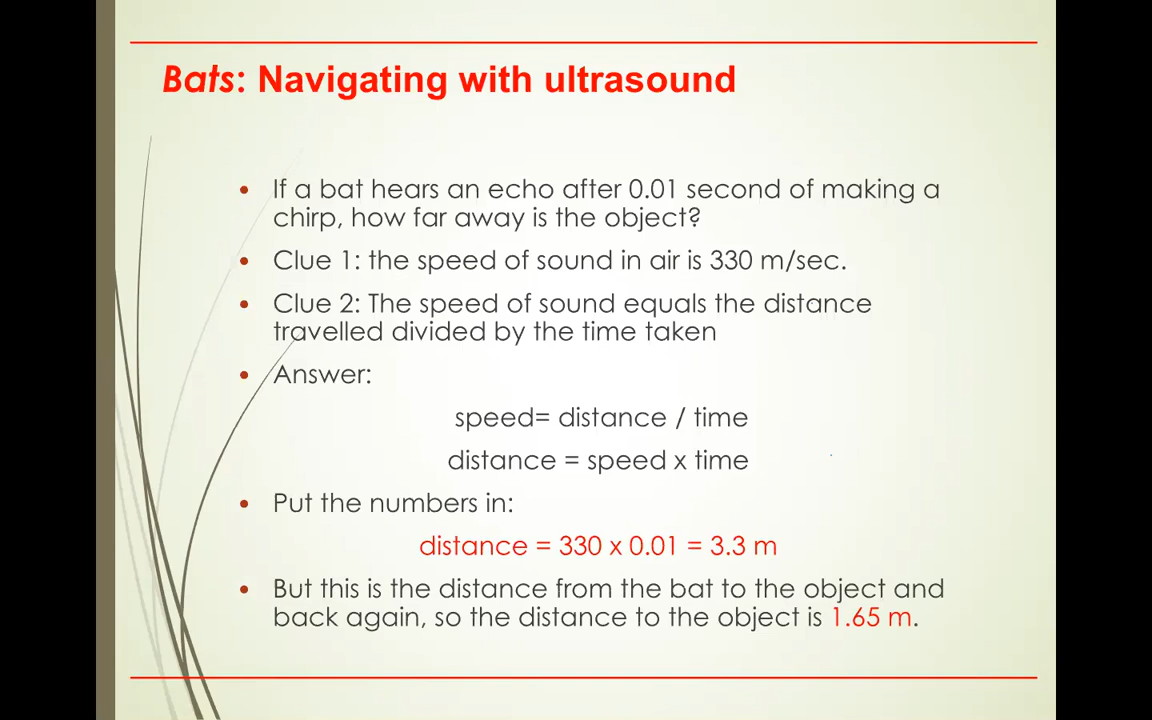 Bats: Navigating with ultrasound
• If a bat hears an echo after 0.01 second of making a
chirp, how far away is the object?
• Clue 1: the speed of sound in air is 330 m/sec.
• Clue 2: The speed of sound equals the distance
travelled divided by the time taken
• Answer:
speed= distance / time
distance = speed x time
• Put the numbers in:
distance = 330 x 0.01 = 3.3 m
• But this is the distance from the bat to the object and
back again, so the distance to the object is 1.65 m.